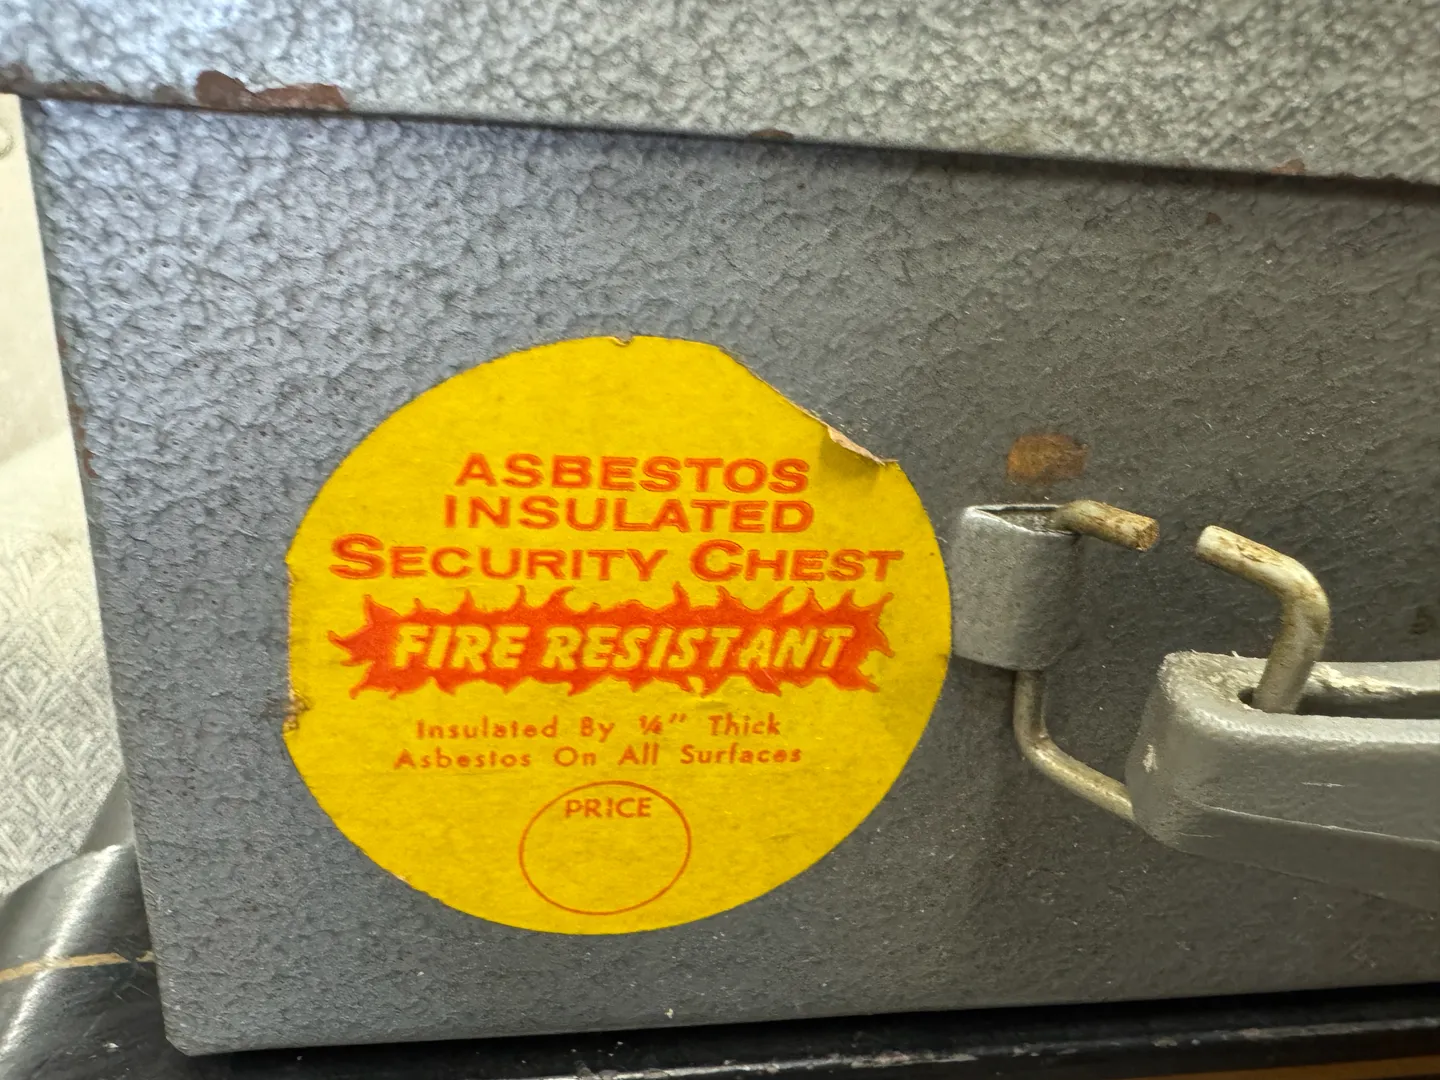 ASBESTOS
INSULATED
SECURITY CHEST
FIRE RESISTANT
Insulated By ¼" Thick
Asbestos On All Surfaces
PRICE